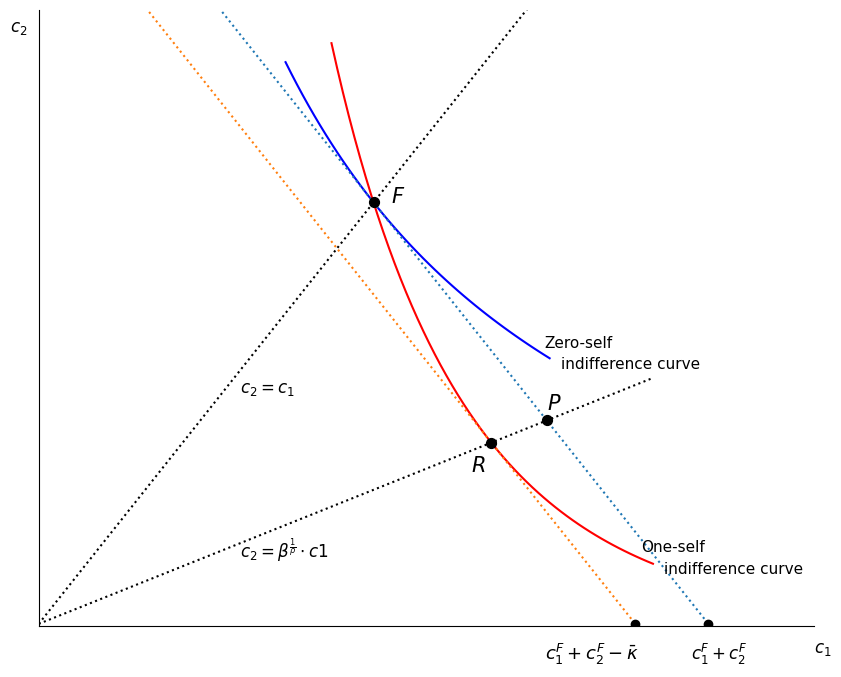 c₂
F
Zero-self
indifference curve
c₂ = c₁
P
R
One-self
c₂ = β^{1/ρ} · c1
indifference curve
c₁^F + c₂^F − κ̄
c₁^F + c₂^F
c₁